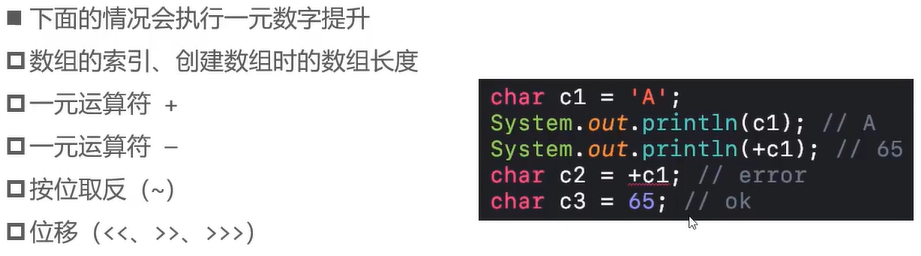 下面的情况会执行一元数字提升
数组的索引、创建数组时的数组长度
一元运算符 +
一元运算符 –
按位取反（~）
位移（<<、>>、>>>）
char c1 = 'A';
System.out.println(c1); // A
System.out.println(+c1); // 65
char c2 = +c1; // error
char c3 = 65; // ok